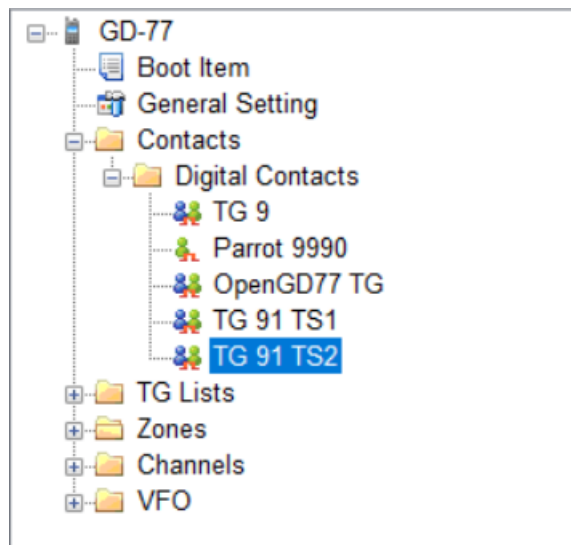 GD-77
Boot Item
General Setting
Contacts
Digital Contacts
TG 9
Parrot 9990
OpenGD77 TG
TG 91 TS1
TG 91 TS2
TG Lists
Zones
Channels
VFO